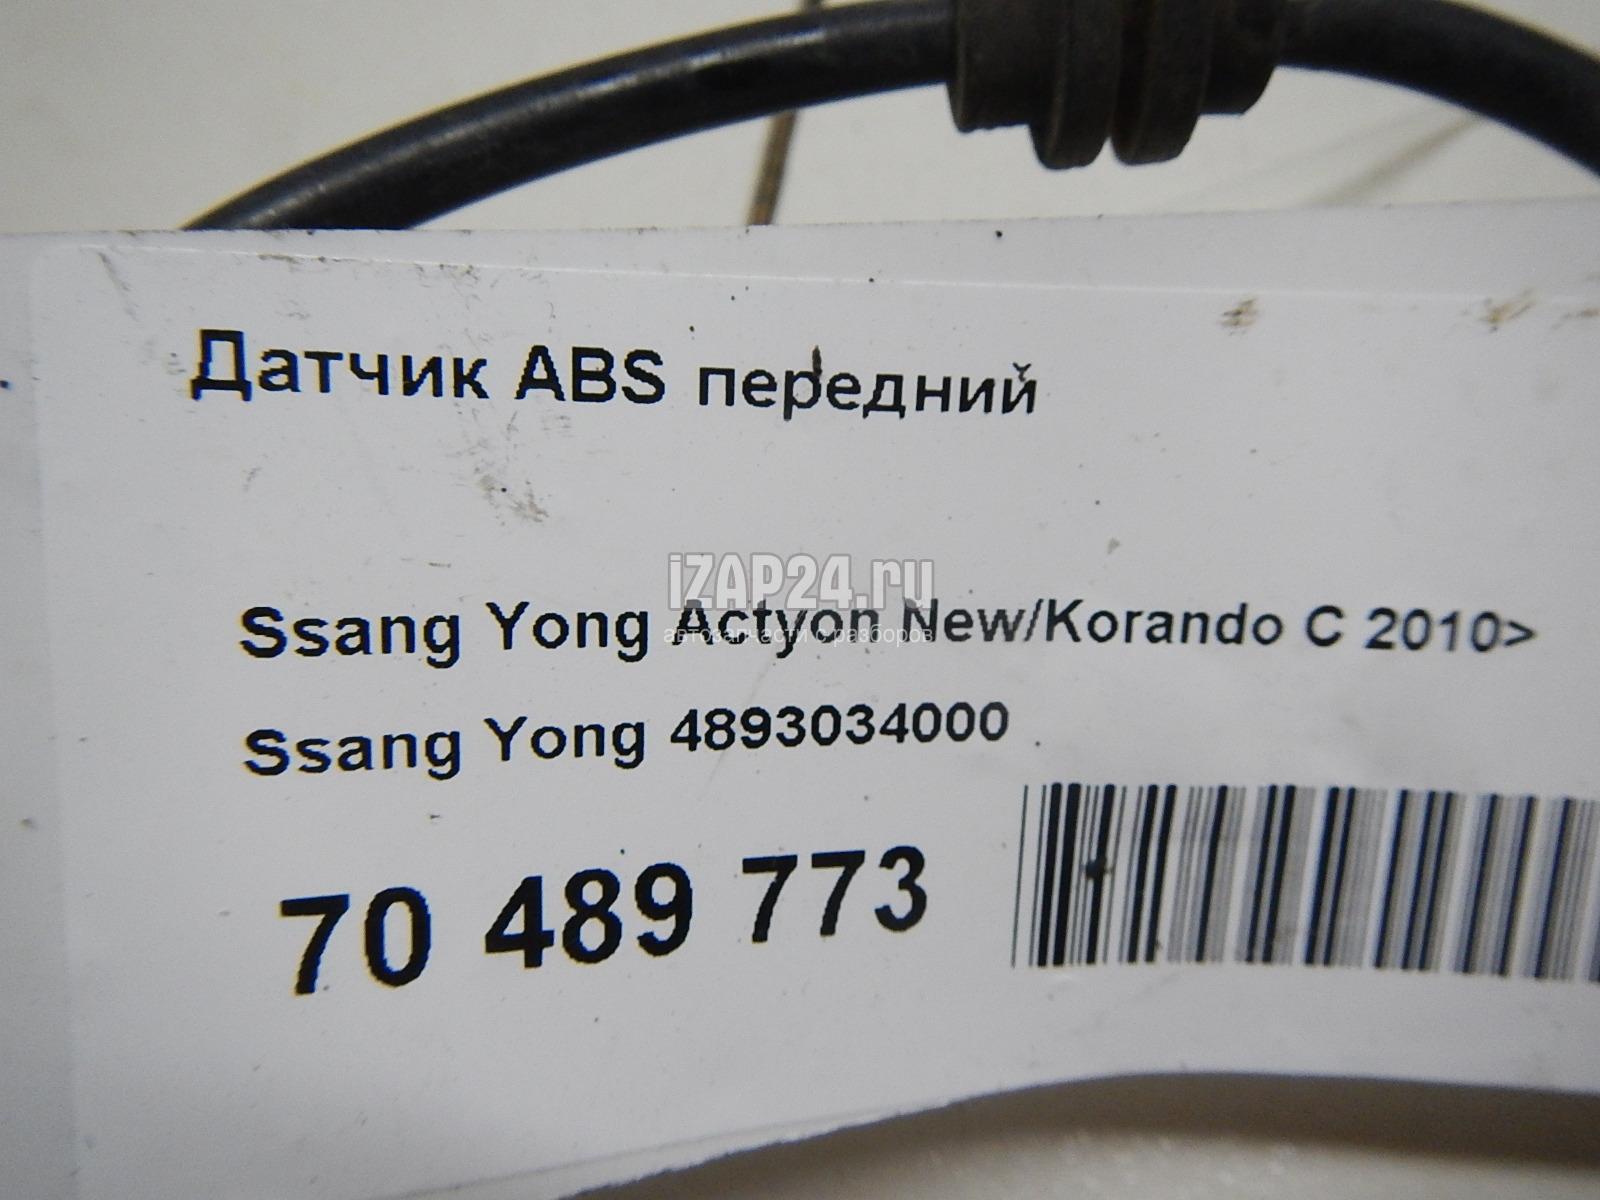 Датчик ABS передний
iZAP24.ru
автозапчасти с разборов
Ssang Yong Actyon New/Korando C 2010>
Ssang Yong 4893034000
70 489 773